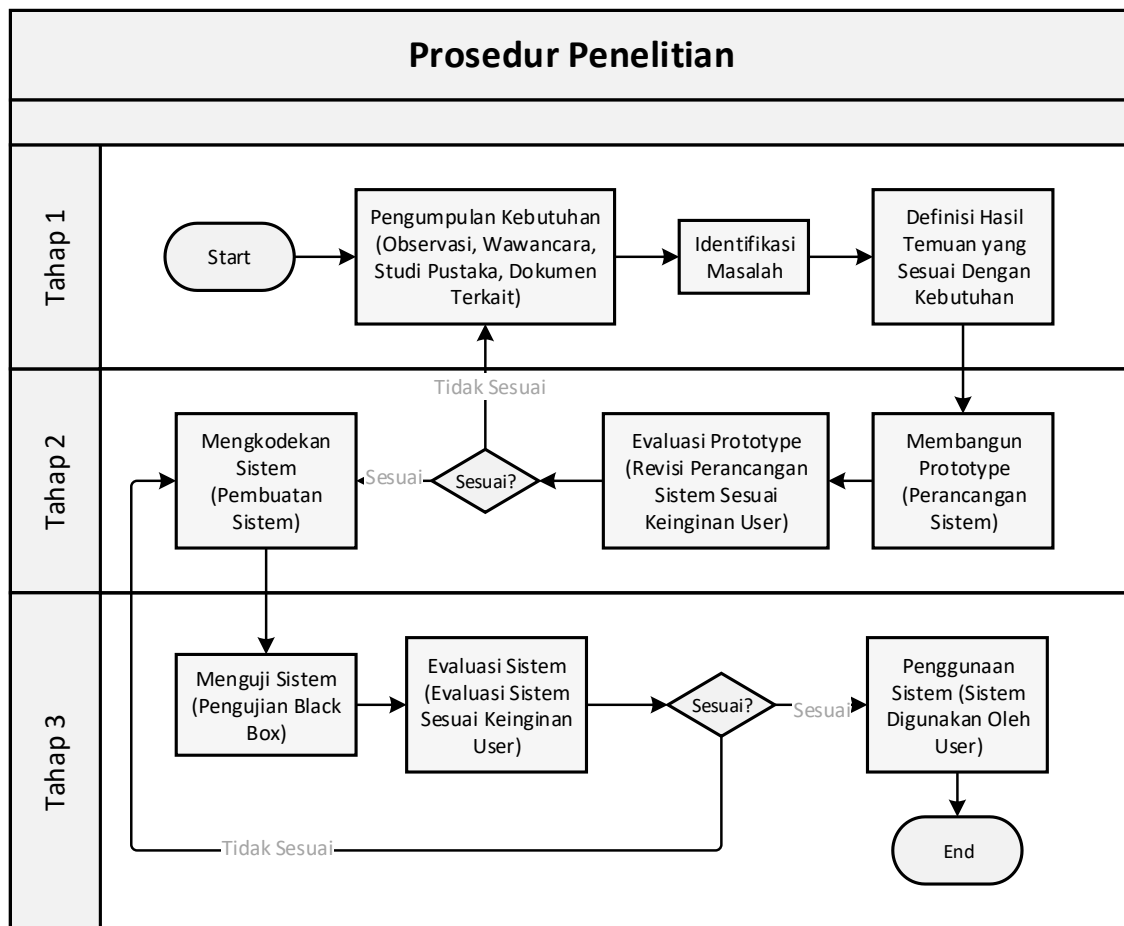 Prosedur Penelitian
Tahap 1
Start
Pengumpulan Kebutuhan
(Observasi, Wawancara,
Studi Pustaka, Dokumen
Terkait)
Identifikasi
Masalah
Definisi Hasil
Temuan yang
Sesuai Dengan
Kebutuhan
Tahap 2
Tidak Sesuai
Mengkodekan
Sistem
(Pembuatan
Sistem)
Sesuai
Sesuai?
Evaluasi Prototype
(Revisi Perancangan
Sistem Sesuai
Keinginan User)
Membangun
Prototype
(Perancangan
Sistem)
Tahap 3
Menguji Sistem
(Pengujian Black
Box)
Evaluasi Sistem
(Evaluasi Sistem
Sesuai Keinginan
User)
Sesuai?
Sesuai
Penggunaan
Sistem (Sistem
Digunakan Oleh
User)
Tidak Sesuai
End